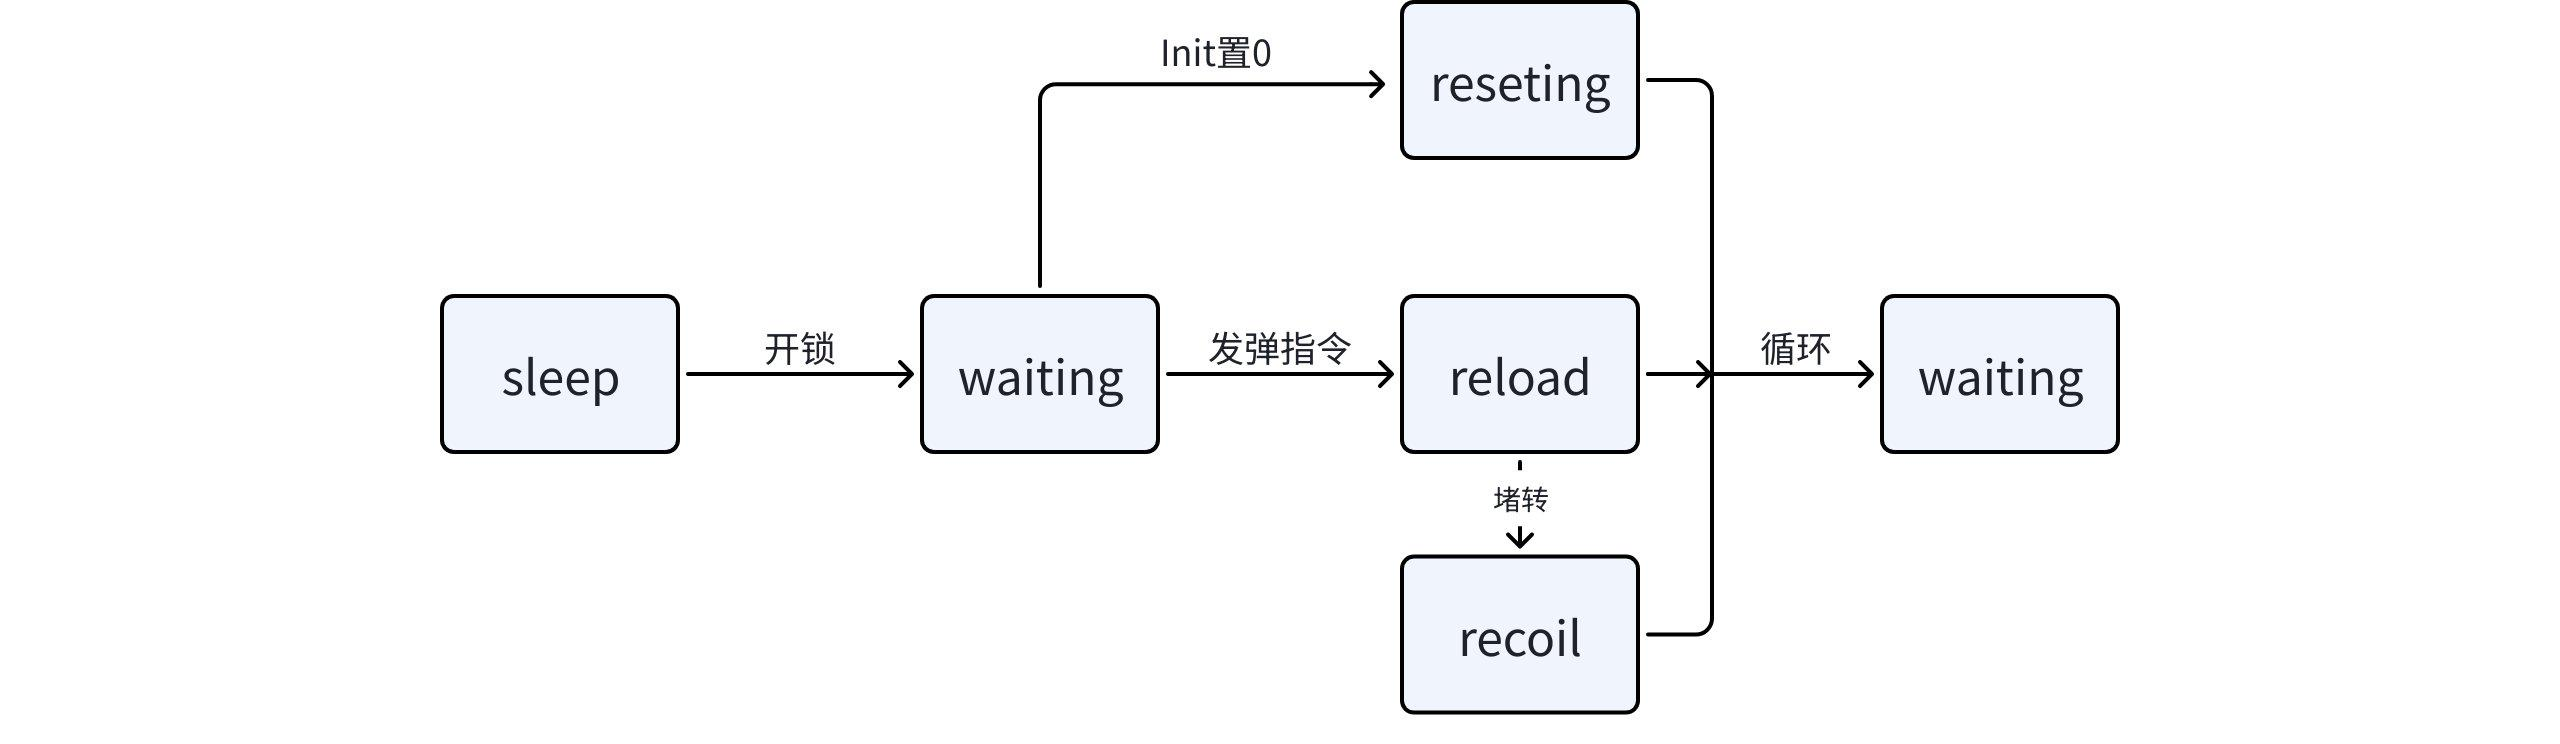 Init置0
reseting
sleep
开锁
waiting
发弹指令
reload
循环
waiting
堵转
recoil